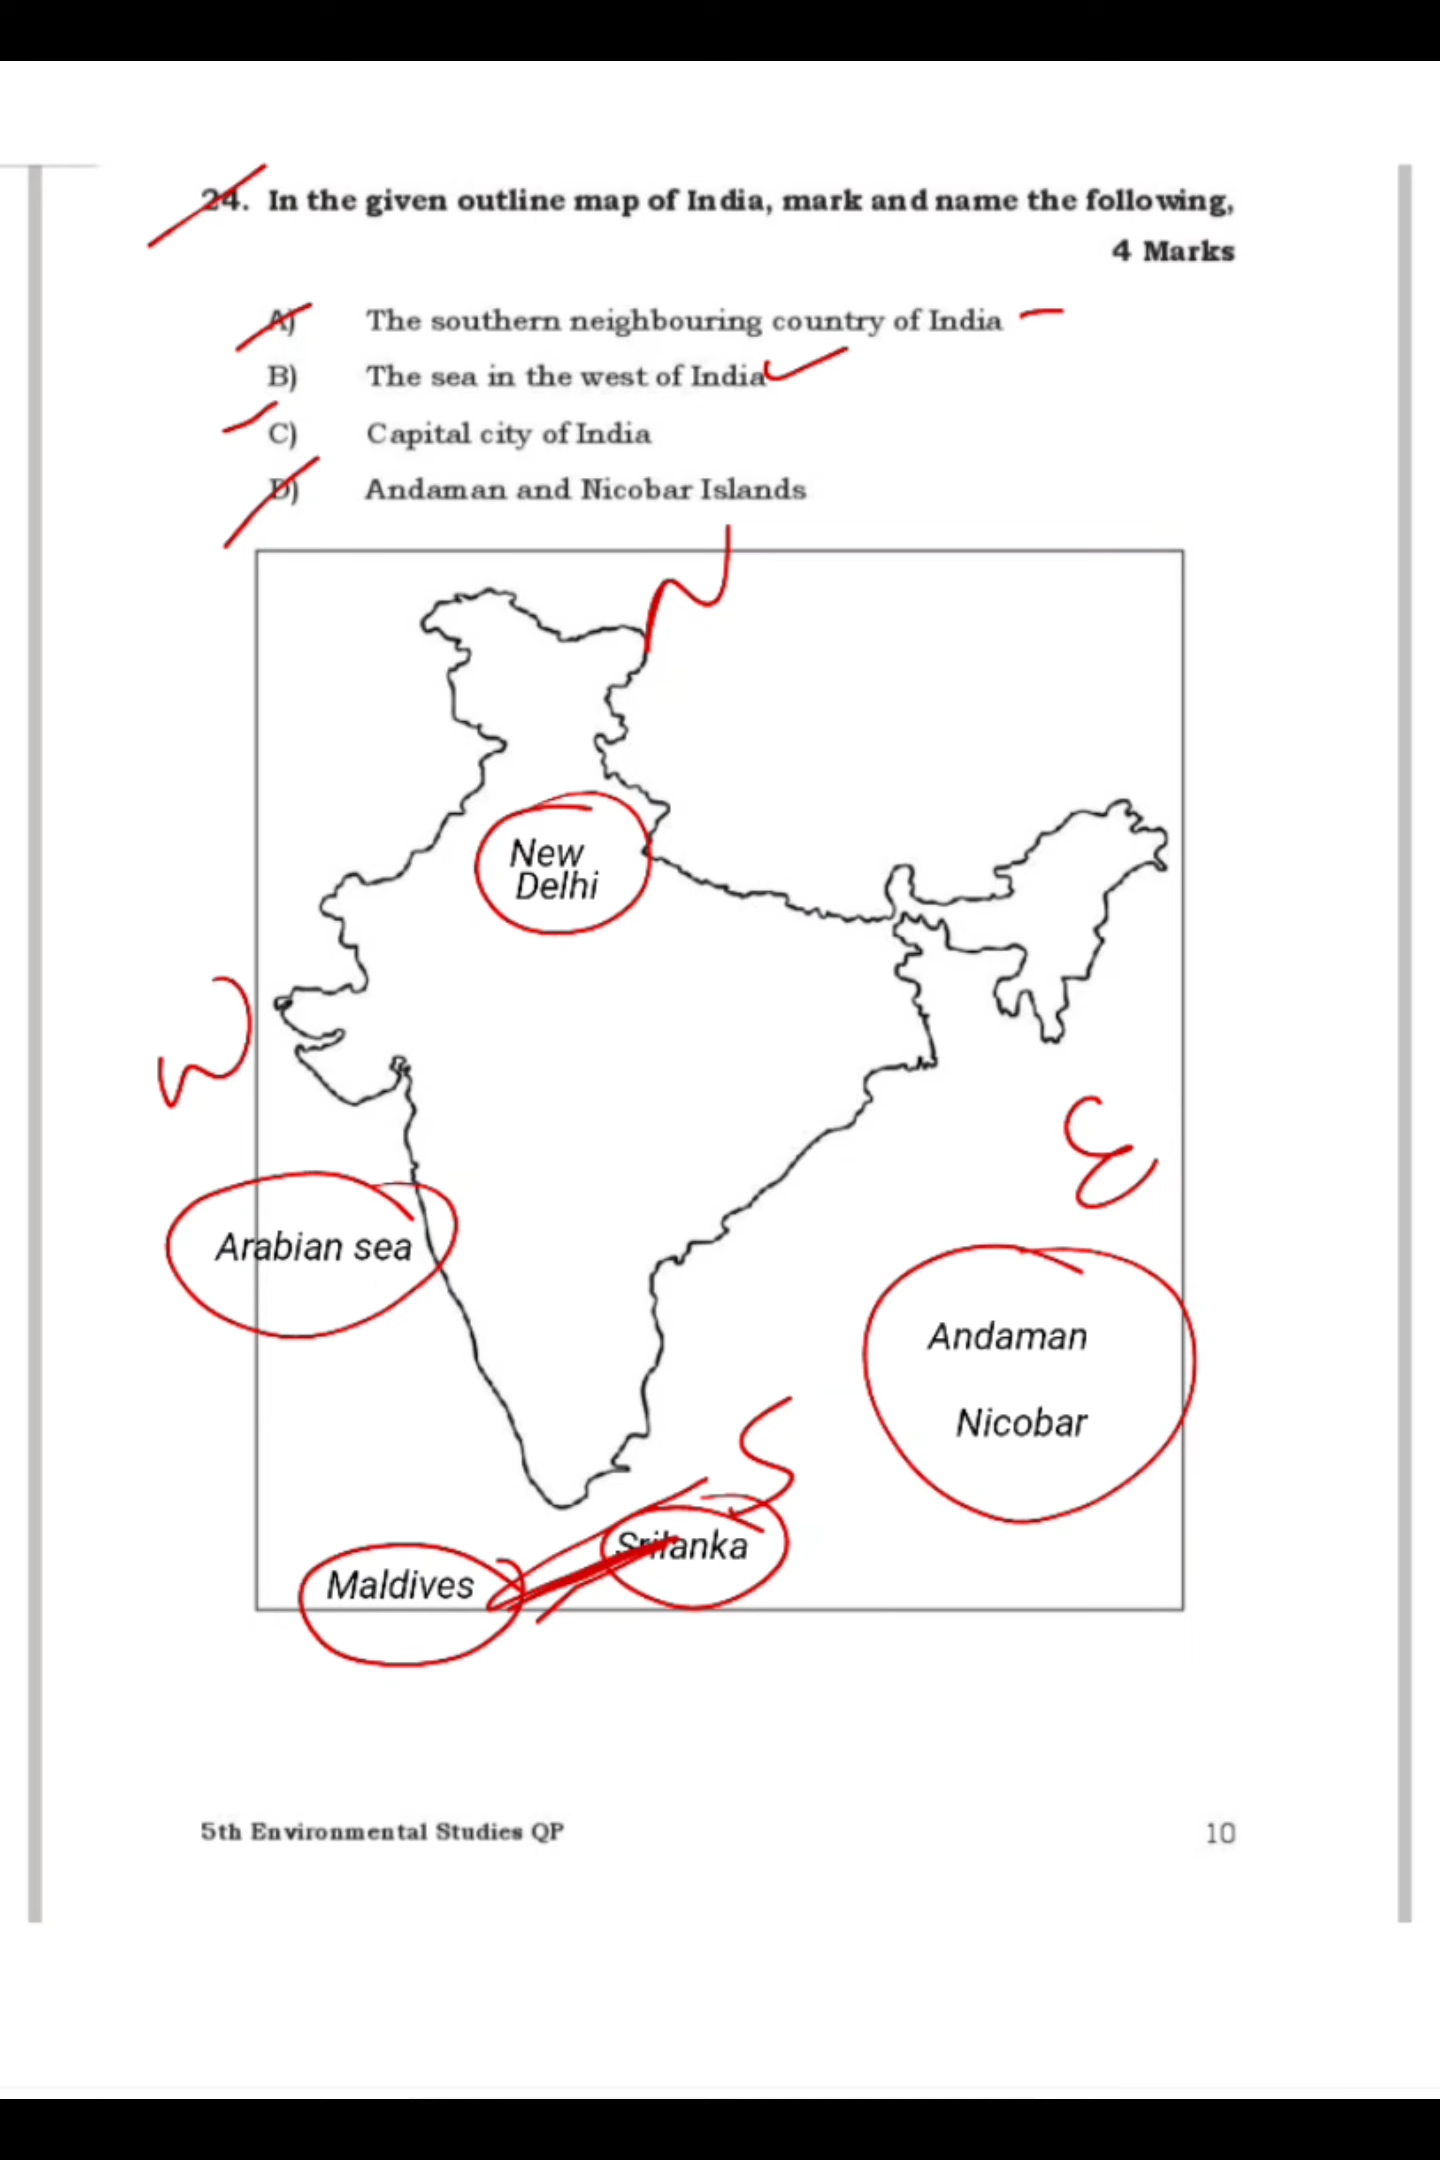 24. In the given outline map of India, mark and name the following,
4 Marks
A) The southern neighbouring country of India
B) The sea in the west of India
C) Capital city of India
D) Andaman and Nicobar Islands
N
New
Delhi
W
E
Arabian sea
Andaman
Nicobar
S
Srilanka
Maldives
5th Environmental Studies QP 10